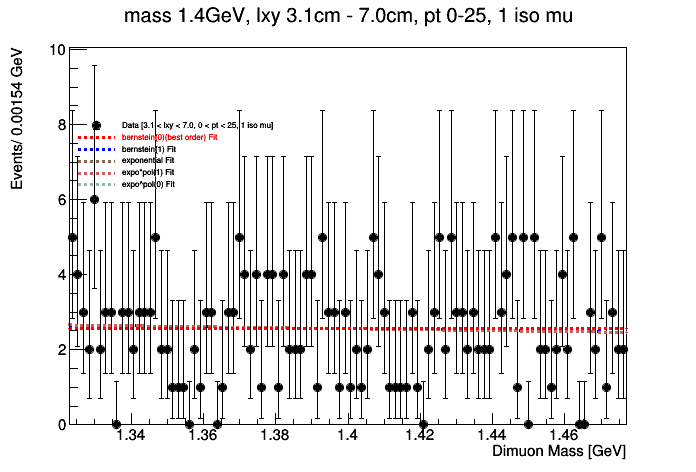 mass 1.4GeV, lxy 3.1cm - 7.0cm, pt 0-25, 1 iso mu
Events/ 0.00154 GeV
10
8
6
4
2
0
Data [3.1 < lxy < 7.0, 0 < pt < 25, 1 iso mu]
bernstein(0)(best order) Fit
bernstein(1) Fit
exponential Fit
expo*pol(1) Fit
expo^pol(0) Fit
1.34 1.36 1.38 1.4 1.42 1.44 1.46
Dimuon Mass [GeV]